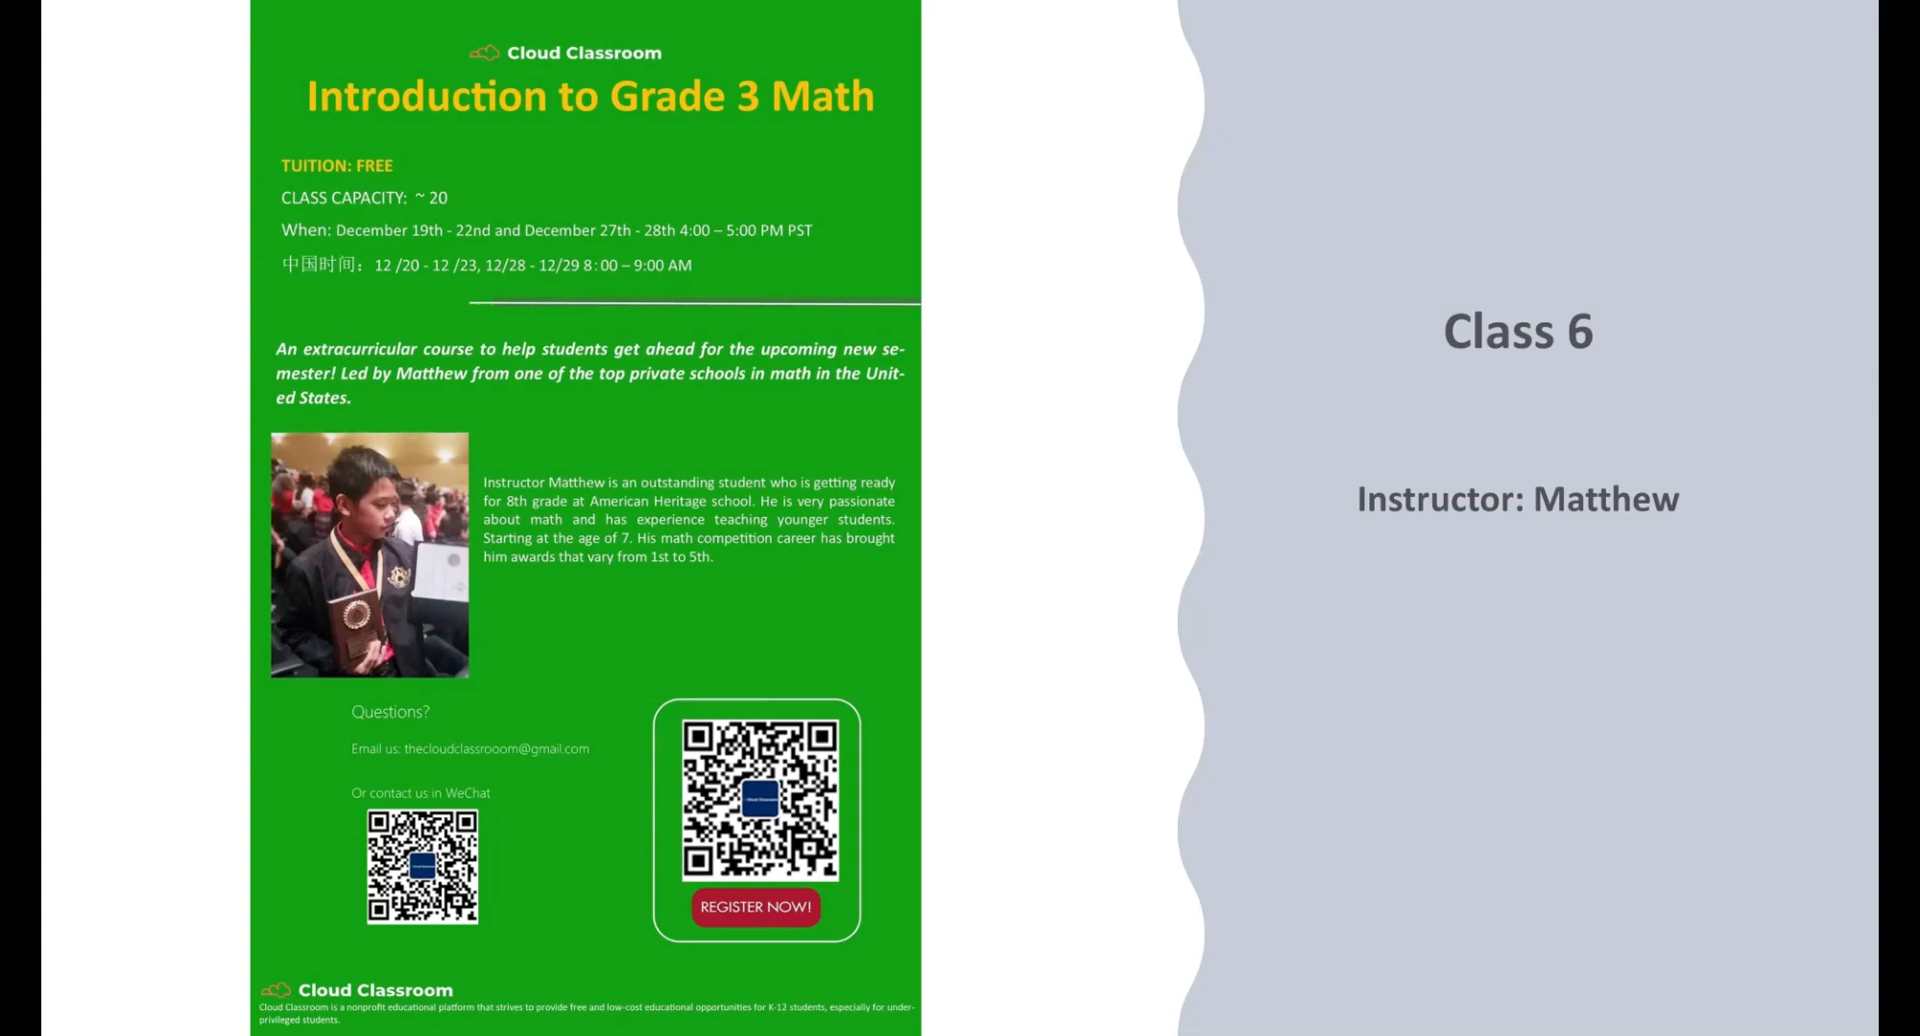 Cloud Classroom
Introduction to Grade 3 Math
TUITION: FREE
CLASS CAPACITY: ~ 20
When: December 19th - 22nd and December 27th - 28th 4:00 – 5:00 PM PST
中国时间：12 /20 - 12 /23, 12/28 - 12/29 8：00 – 9:00 AM
An extracurricular course to help students get ahead for the upcoming new se-
mester! Led by Matthew from one of the top private schools in math in the Unit-
ed States.
Instructor Matthew is an outstanding student who is getting ready
for 8th grade at American Heritage school. He is very passionate
about math and has experience teaching younger students.
Starting at the age of 7. His math competition career has brought
him awards that vary from 1st to 5th.
Questions?
Email us: thecloudclassrooom@gmail.com
Or contact us in WeChat
REGISTER NOW!
Cloud Classroom
Cloud Classroom is a nonprofit educational platform that strives to provide free and low-cost educational opportunities for K-12 students, especially for under-
privileged students.
Class 6
Instructor: Matthew